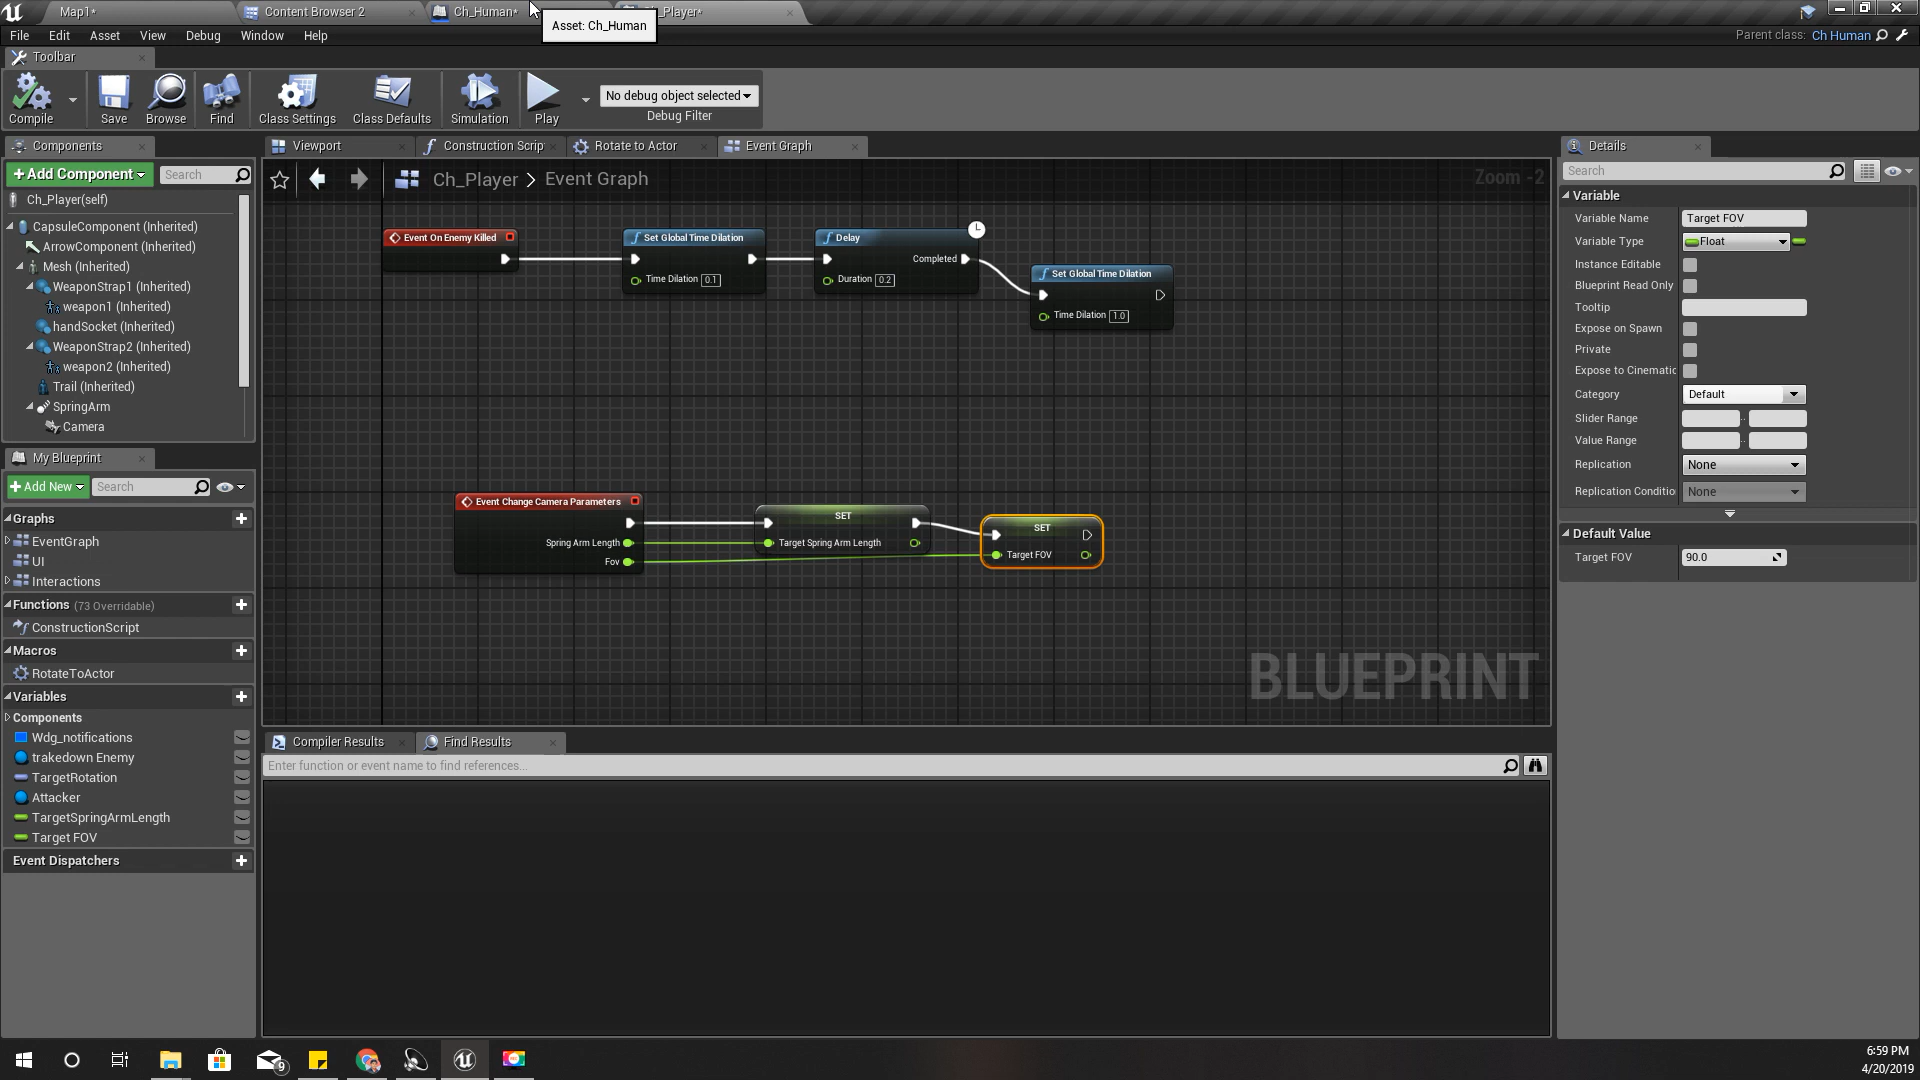 Map1*
Content Browser 2
Ch_Human*
Ch_Player*
Asset: Ch_Human
File Edit Asset View Debug Window Help
Parent class: Ch Human
Toolbar
Compile
Save
Browse
Find
Class Settings
Class Defaults
Simulation
Play
No debug object selected
Debug Filter
Components
+Add Component
Search
Ch_Player(self)
CapsuleComponent (Inherited)
ArrowComponent (Inherited)
Mesh (Inherited)
WeaponStrap1 (Inherited)
weapon1 (Inherited)
handSocket (Inherited)
WeaponStrap2 (Inherited)
weapon2 (Inherited)
Trail (Inherited)
SpringArm
Camera
My Blueprint
+Add New
Search
Graphs
EventGraph
UI
Interactions
Functions (73 Overridable)
ConstructionScript
Macros
RotateToActor
Variables
Components
Wdg_notifications
trakedown Enemy
TargetRotation
Attacker
TargetSpringArmLength
Target FOV
Event Dispatchers
Viewport
Construction Scrip
Rotate to Actor
Event Graph
Ch_Player > Event Graph
Zoom -2
Event On Enemy Killed
Set Global Time Dilation
Time Dilation 0.1
Delay
Completed
Duration 0.2
Set Global Time Dilation
Time Dilation 1.0
Event Change Camera Parameters
Spring Arm Length
Fov
SET
Target Spring Arm Length
SET
Target FOV
BLUEPRINT
Compiler Results
Find Results
Enter function or event name to find references...
Details
Search
Variable
Variable Name Target FOV
Variable Type Float
Instance Editable
Blueprint Read Only
Tooltip
Expose on Spawn
Private
Expose to Cinematic
Category Default
Slider Range
Value Range
Replication None
Replication Conditio None
Default Value
Target FOV 90.0
9
6:59 PM
4/20/2019